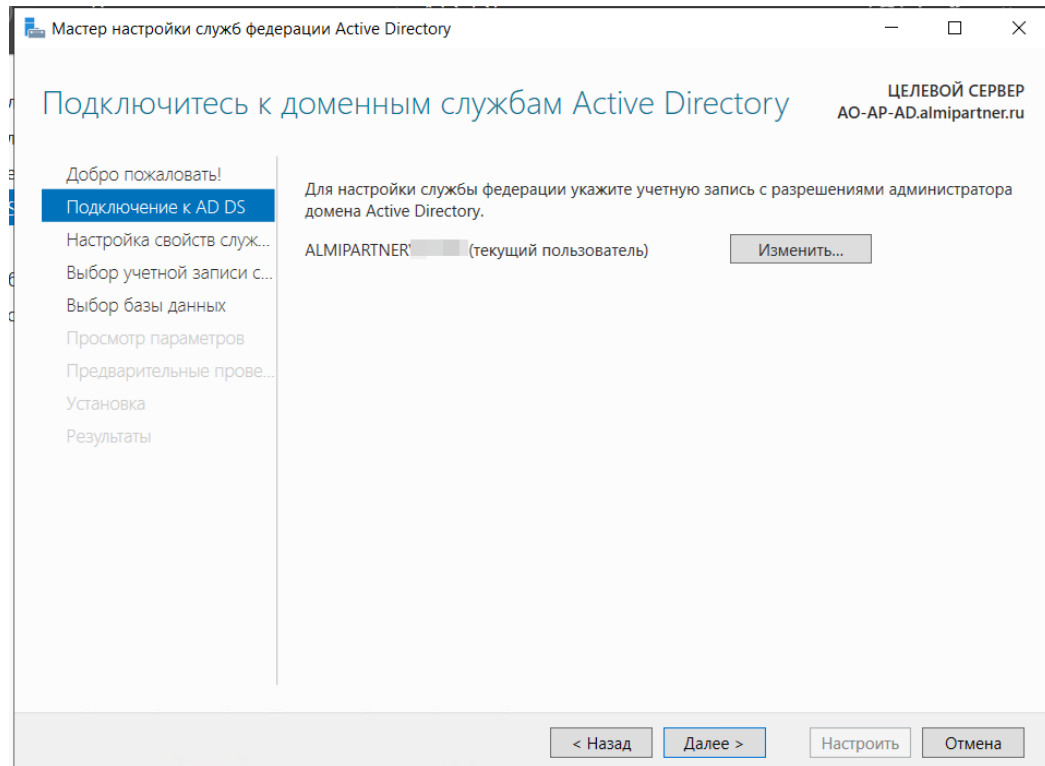 Мастер настройки служб федерации Active Directory
Подключитесь к доменным службам Active Directory
ЦЕЛЕВОЙ СЕРВЕР
AO-AP-AD.almipartner.ru
Добро пожаловать!
Подключение к AD DS
Настройка свойств служ...
Выбор учетной записи с...
Выбор базы данных
Просмотр параметров
Предварительные прове...
Установка
Результаты
Для настройки службы федерации укажите учетную запись с разрешениями администратора
домена Active Directory.
ALMIPARTNER (текущий пользователь)
Изменить...
< Назад
Далее >
Настроить
Отмена